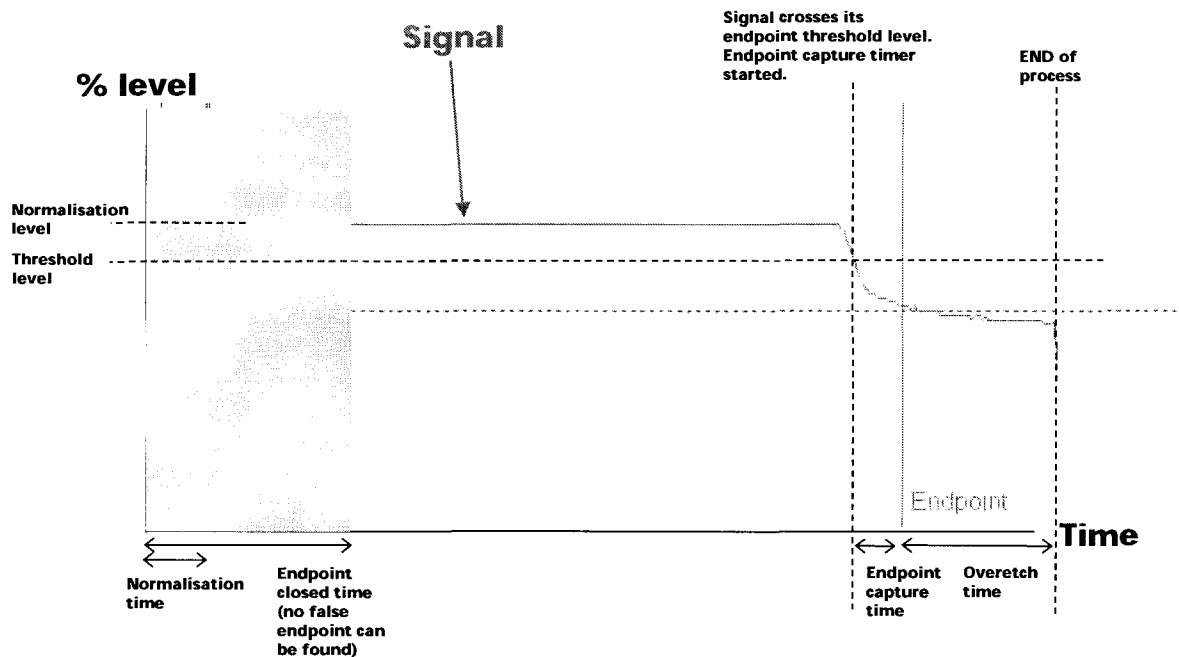 Signal
Signal crosses its
endpoint threshold level.
Endpoint capture timer
started.
END of
process
% level
Normalisation
level
Threshold
level
Endpoint
Time
Normalisation
time
Endpoint
closed time
(no false
endpoint can
be found)
Endpoint
capture
time
Overetch
time